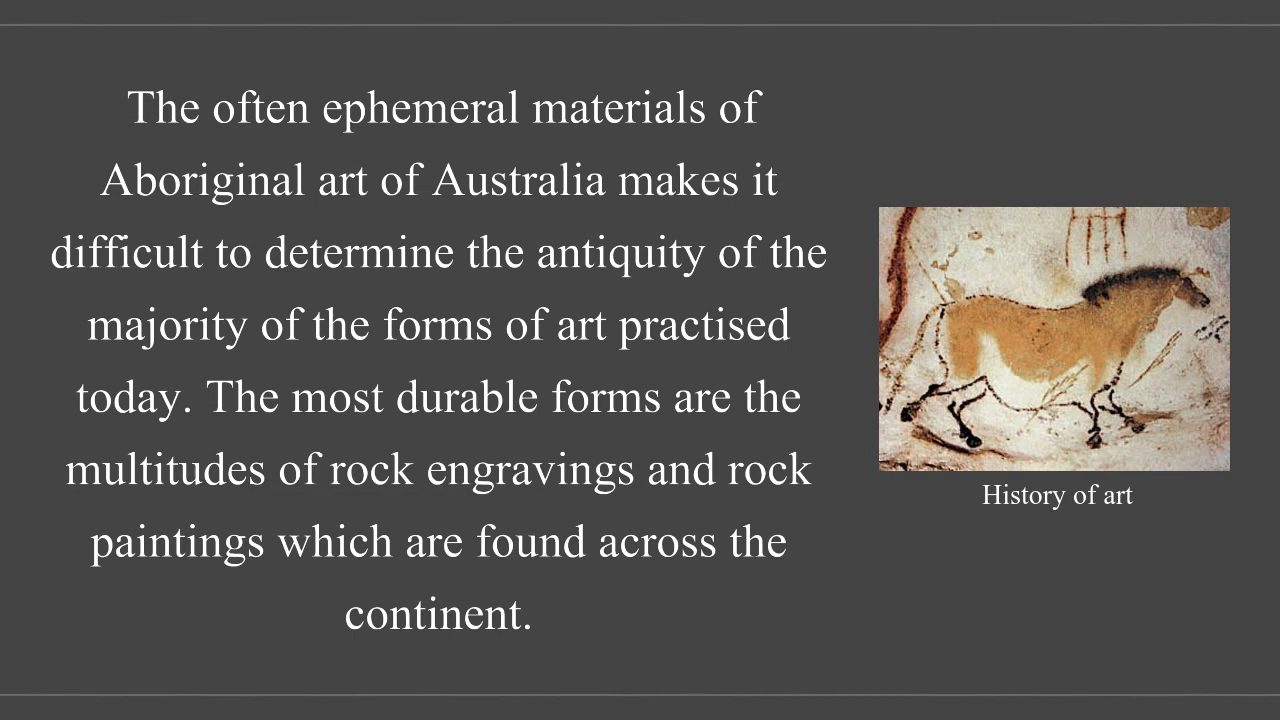 The often ephemeral materials of
Aboriginal art of Australia makes it
difficult to determine the antiquity of the
majority of the forms of art practised
today. The most durable forms are the
multitudes of rock engravings and rock
paintings which are found across the
continent.
History of art